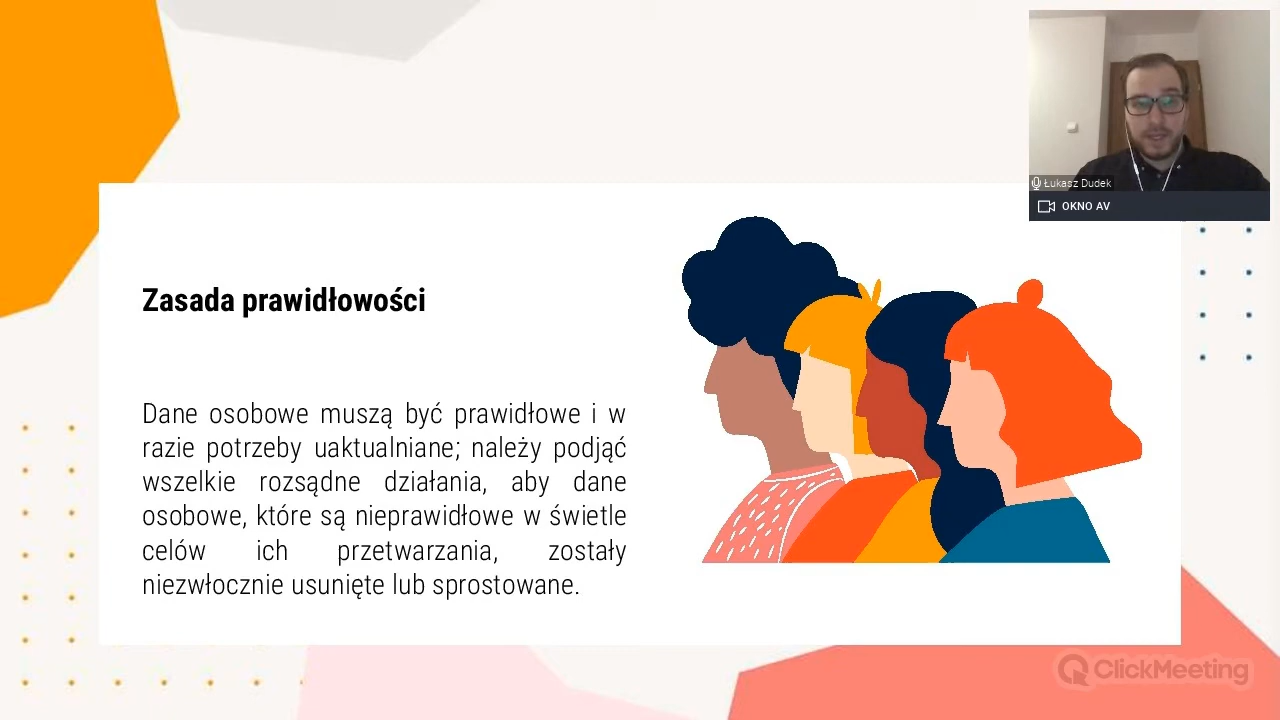 Łukasz Dudek
OKNO AV
Zasada prawidłowości
Dane osobowe muszą być prawidłowe i w
razie potrzeby uaktualniane; należy podjąć
wszelkie rozsądne działania, aby dane
osobowe, które są nieprawidłowe w świetle
celów ich przetwarzania, zostały
niezwłocznie usunięte lub sprostowane.
ClickMeeting